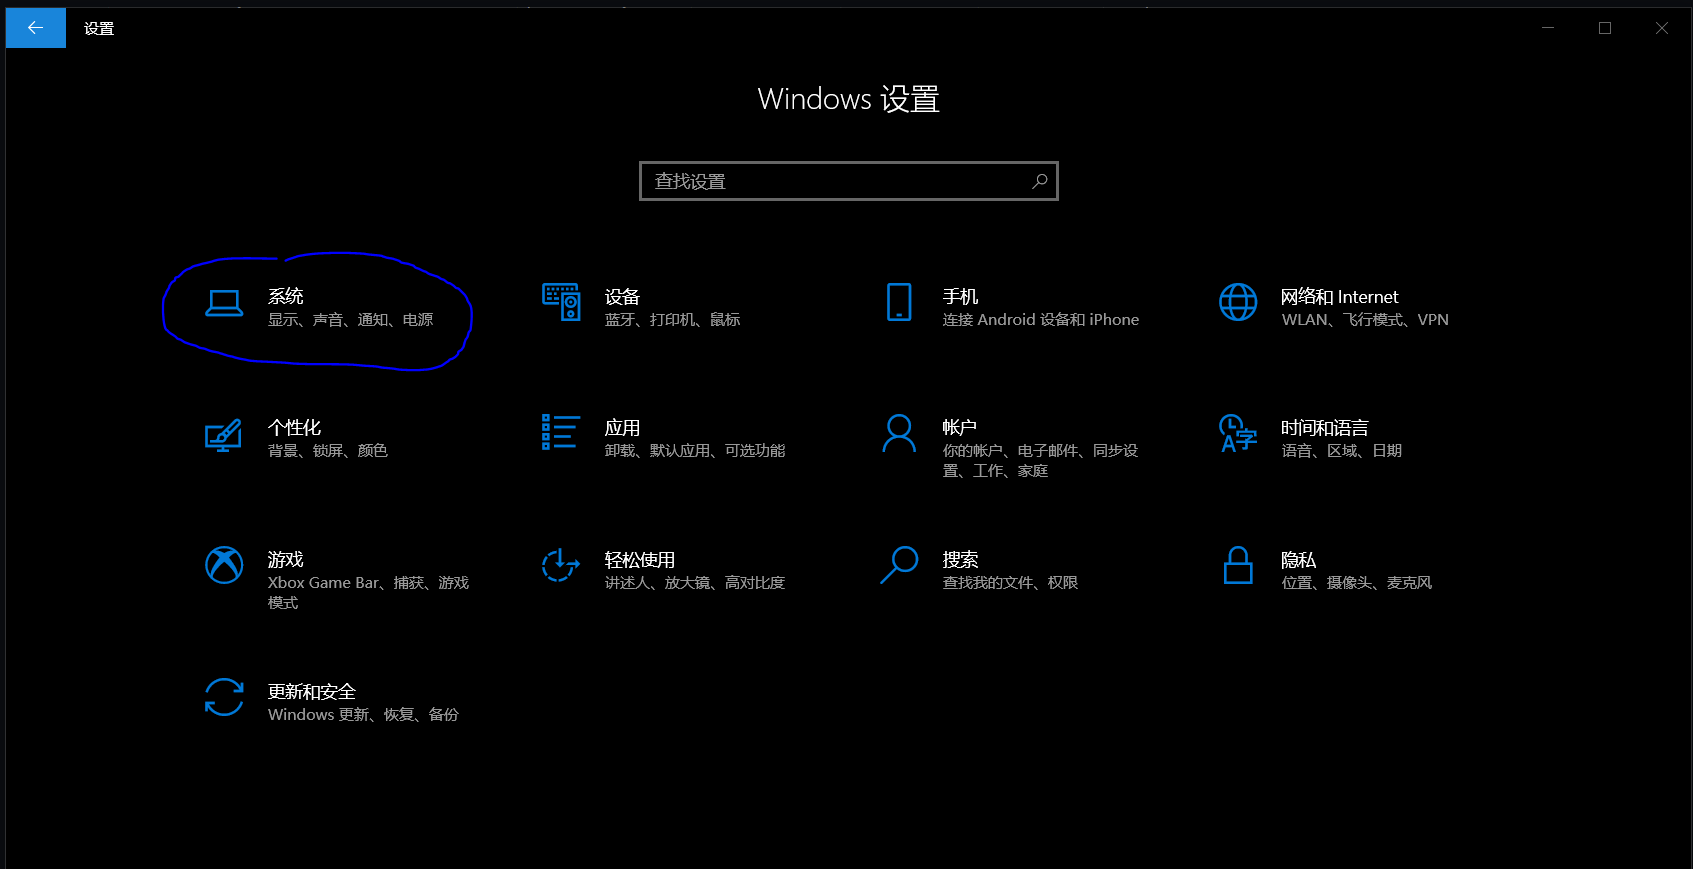 设置
Windows 设置
查找设置
系统
显示、声音、通知、电源
设备
蓝牙、打印机、鼠标
手机
连接 Android 设备和 iPhone
网络和 Internet
WLAN、飞行模式、VPN
个性化
背景、锁屏、颜色
应用
卸载、默认应用、可选功能
帐户
你的帐户、电子邮件、同步设
置、工作、家庭
时间和语言
语音、区域、日期
游戏
Xbox Game Bar、捕获、游戏
模式
轻松使用
讲述人、放大镜、高对比度
搜索
查找我的文件、权限
隐私
位置、摄像头、麦克风
更新和安全
Windows 更新、恢复、备份